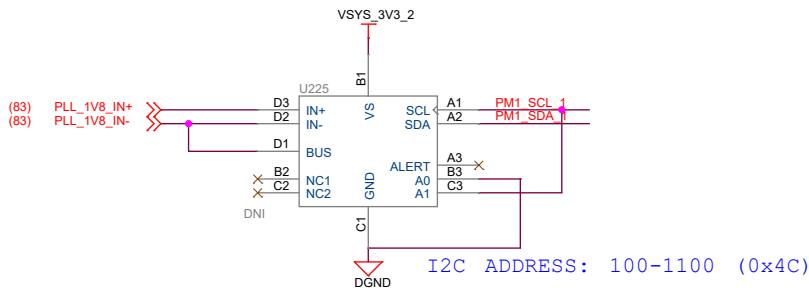 VSYS_3V3_2
U225
B1
(83) PLL_1V8_IN+ D3 IN+ VS SCL A1 PM1_SCL_1
(83) PLL_1V8_IN- D2 IN- SDA A2 PM1_SDA_1
D1 BUS
ALERT A3
B2 NC1 A0 B3
C2 NC2 GND A1 C3
DNI
C1
I2C ADDRESS: 100-1100 (0x4C)
DGND